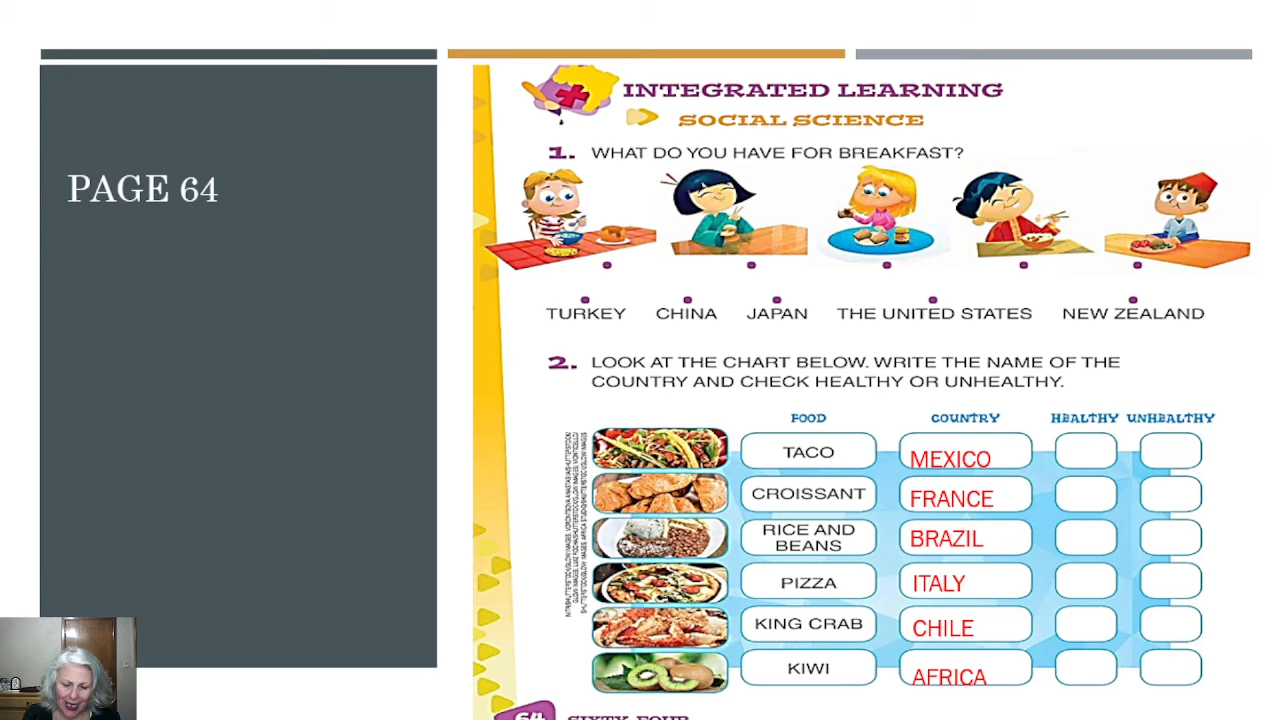 PAGE 64
INTEGRATED LEARNING
SOCIAL SCIENCE
1. WHAT DO YOU HAVE FOR BREAKFAST?
TURKEY CHINA JAPAN THE UNITED STATES NEW ZEALAND
2. LOOK AT THE CHART BELOW. WRITE THE NAME OF THE
COUNTRY AND CHECK HEALTHY OR UNHEALTHY.
FOOD COUNTRY HEALTHY UNHEALTHY
TACO MEXICO
CROISSANT FRANCE
RICE AND
BEANS BRAZIL
PIZZA ITALY
KING CRAB CHILE
KIWI AFRICA
64 SIXTY-FOUR